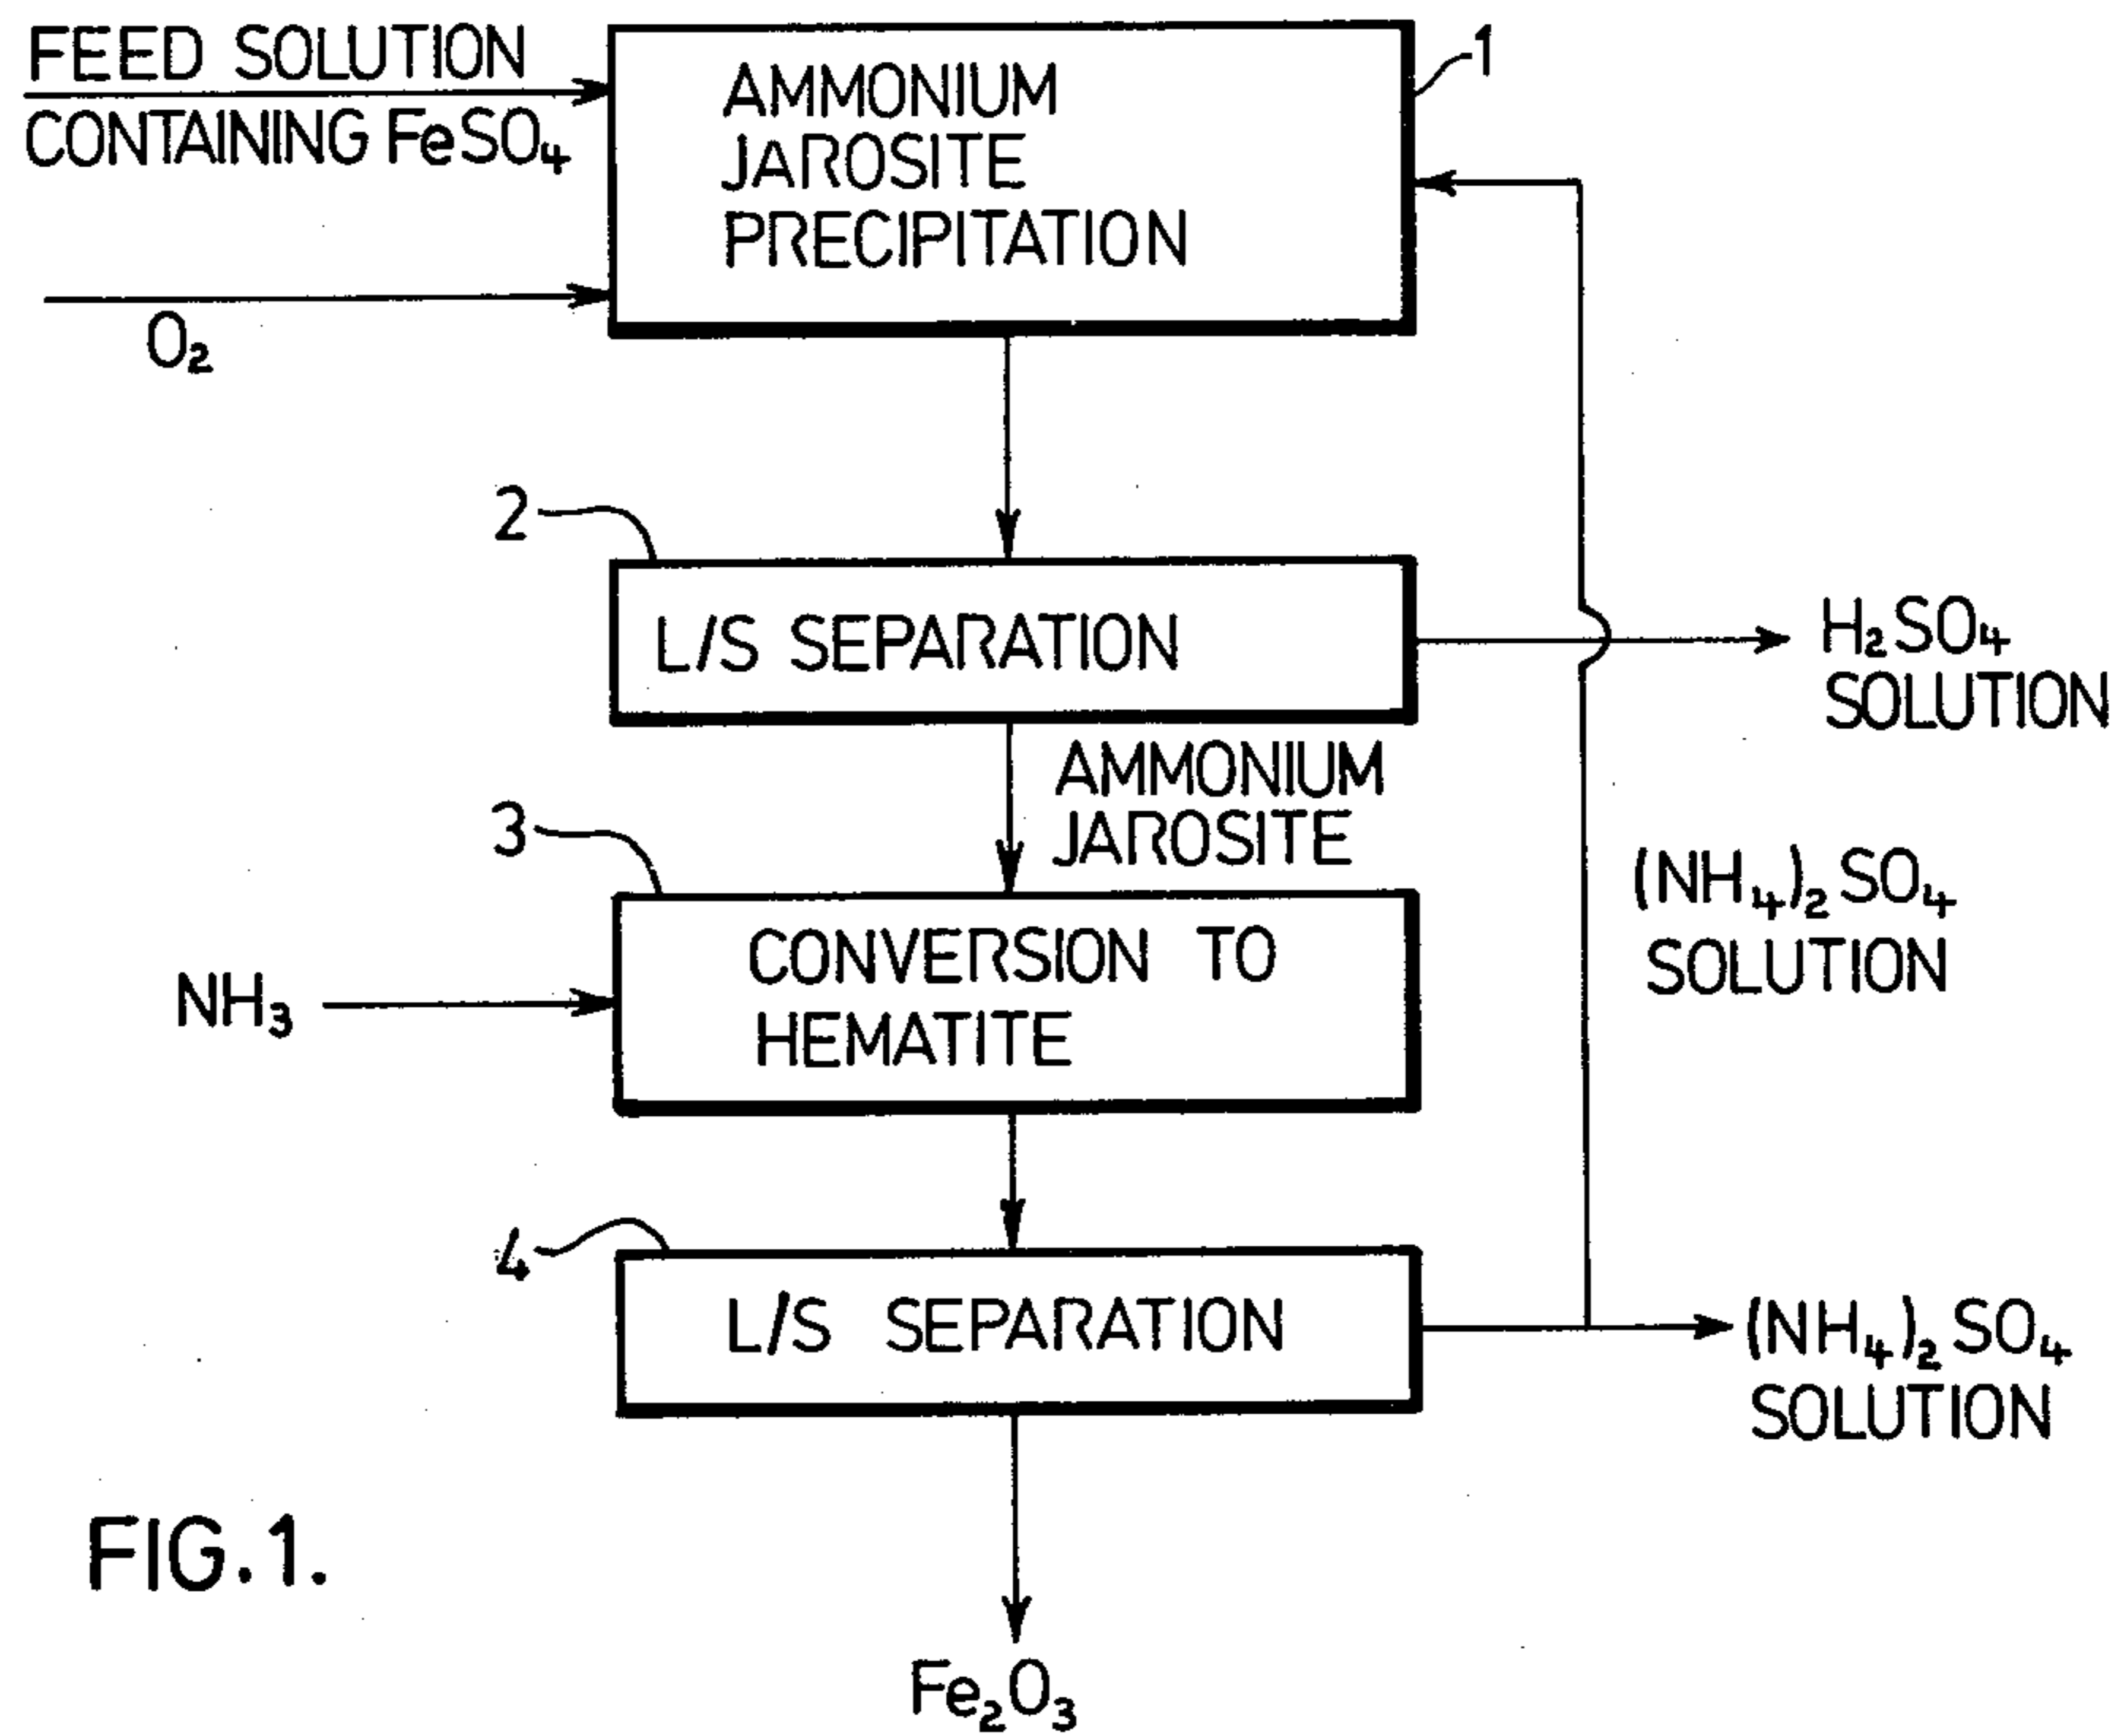 FEED SOLUTION
CONTAINING FeSO₄
O₂
AMMONIUM
JAROSITE
PRECIPITATION
1
2
L/S SEPARATION
H₂SO₄
SOLUTION
AMMONIUM
JAROSITE
3
CONVERSION TO
HEMATITE
NH₃
(NH₄)₂SO₄
SOLUTION
4
L/S SEPARATION
(NH₄)₂SO₄
SOLUTION
Fe₂O₃
FIG.1.